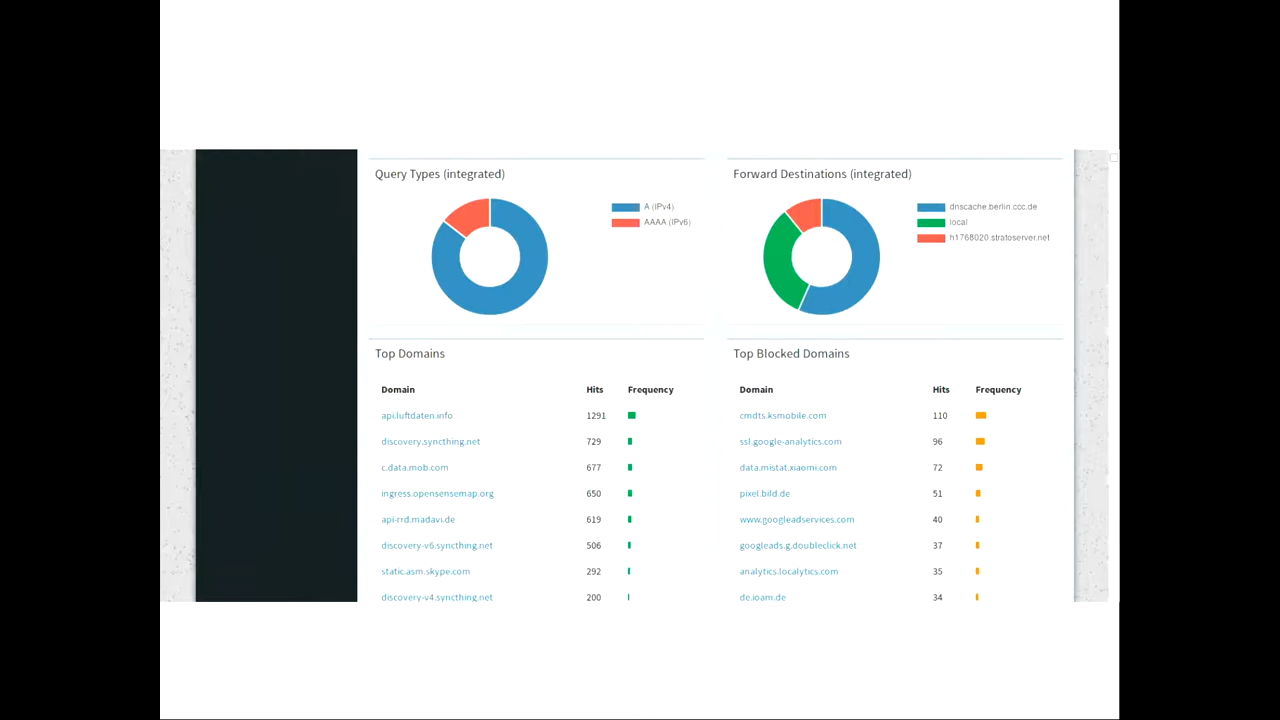 Query Types (integrated)
A (IPv4)
AAAA (IPv6)
Forward Destinations (integrated)
dnscache.berlin.ccc.de
local
h1768020.stratoserver.net
Top Domains
Domain Hits Frequency
api.luftdaten.info 1291
discovery.syncthing.net 729
c.data.mob.com 677
ingress.opensensemap.org 650
api-rrd.madavi.de 619
discovery-v6.syncthing.net 506
static.asm.skype.com 292
discovery-v4.syncthing.net 200
Top Blocked Domains
Domain Hits Frequency
cmdts.ksmobile.com 110
ssl.google-analytics.com 96
data.mistat.xiaomi.com 72
pixel.bild.de 51
www.googleadservices.com 40
googleads.g.doubleclick.net 37
analytics.localytics.com 35
de.ioam.de 34